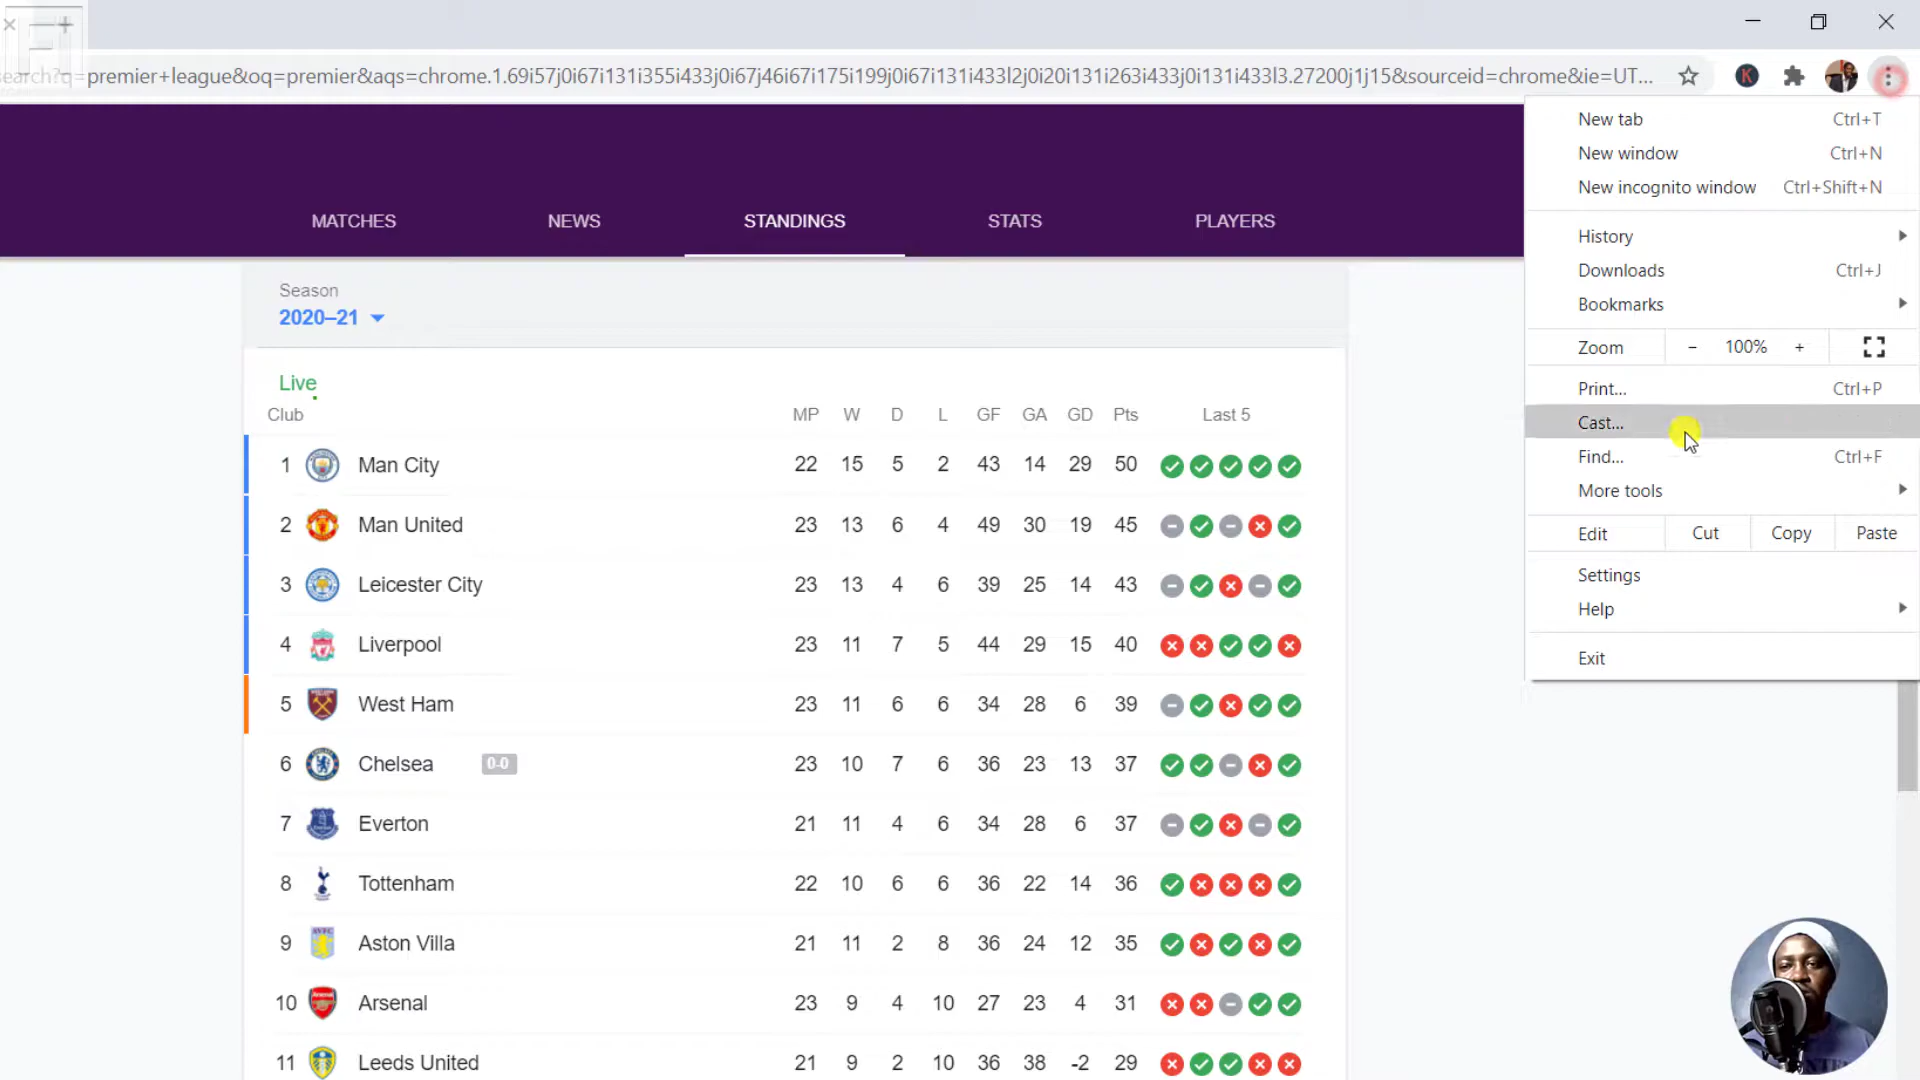 earch?q=premier+league&oq=premier&aqs=chrome.1.69i57j0i67i131i355i433j0i67j46i67i175i199j0i67i131i433l2j0i20i131i263i433j0i131i433l3.27200j1j15&sourceid=chrome&ie=UT...
K
New tab Ctrl+T
New window Ctrl+N
New incognito window Ctrl+Shift+N
History
Downloads Ctrl+J
Bookmarks
Zoom - 100% +
Print... Ctrl+P
Cast...
Find... Ctrl+F
More tools
Edit Cut Copy Paste
Settings
Help
Exit
MATCHES NEWS STANDINGS STATS PLAYERS
Season
2020–21
Live
Club MP W D L GF GA GD Pts Last 5
1 Man City 22 15 5 2 43 14 29 50
2 Man United 23 13 6 4 49 30 19 45
3 Leicester City 23 13 4 6 39 25 14 43
4 Liverpool 23 11 7 5 44 29 15 40
5 West Ham 23 11 6 6 34 28 6 39
6 Chelsea 0-0 23 10 7 6 36 23 13 37
7 Everton 21 11 4 6 34 28 6 37
8 Tottenham 22 10 6 6 36 22 14 36
9 Aston Villa 21 11 2 8 36 24 12 35
10 Arsenal 23 9 4 10 27 23 4 31
11 Leeds United 21 9 2 10 36 38 -2 29